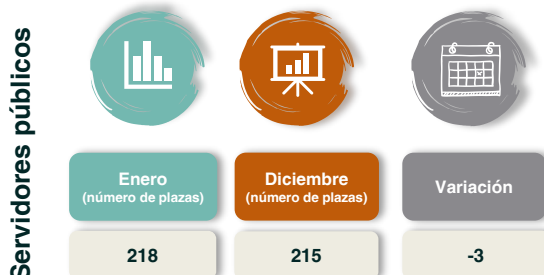 Servidores públicos
Enero
(número de plazas)
Diciembre
(número de plazas)
Variación
218
215
-3